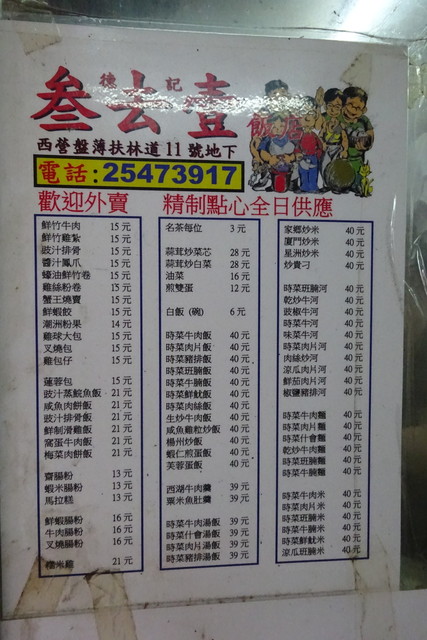 德記
叁去壹
飯店
西營盤薄扶林道11號地下
電話:25473917
歡迎外賣
鮮竹牛肉 15元
鮮竹雞紮 15元
豉汁排骨 15元
醬汁鳳爪 15元
蠔油鮮竹卷 15元
雞絲粉卷 15元
蟹王燒賣 15元
鮮蝦餃 15元
潮洲粉果 14元
雞球大包 15元
叉燒包 15元
雞包仔 15元
蓮蓉包 15元
豉汁蒸鯇魚飯 21元
咸魚肉餅飯 21元
豉汁排骨飯 21元
鮮制滑雞飯 21元
窩蛋牛肉飯 21元
梅菜肉餅飯 21元
齋腸粉 13元
蝦米腸粉 13元
馬拉糕 13元
鮮蝦腸粉 16元
牛肉腸粉 16元
叉燒腸粉 16元
糯米雞 21元
精制點心全日供應
名茶每位 3元
蒜茸炒菜芯 28元
蒜茸炒白菜 28元
油菜 16元
煎雙蛋 12元
白飯(碗) 6元
時菜牛肉飯 40元
時菜肉片飯 40元
時菜豬排飯 40元
時菜班腩飯 40元
時菜牛腩飯 40元
時菜鮮魷飯 40元
時菜肉絲飯 40元
生炒牛肉飯 40元
咸魚雞粒炒飯 40元
楊州炒飯 40元
蝦仁煎蛋飯 40元
芙蓉蛋飯 40元
西湖牛肉羹 39元
粟米魚肚羹 39元
時菜牛肉湯飯 39元
時菜什會湯飯 39元
時菜肉片湯飯 39元
時菜豬排湯飯 39元
家鄉炒米 40元
廈門炒米 40元
星洲炒米 40元
炒貴刁 40元
時菜班腩河 40元
乾炒牛河 40元
豉椒牛河 40元
時菜牛河 40元
味菜牛河 40元
時菜肉片河 40元
肉絲炒河 40元
涼瓜肉片河 40元
鮮茄肉片河 40元
椒鹽豬排河 40元
時菜牛肉麵 40元
時菜肉片麵 40元
時菜什會麵 40元
乾炒牛肉麵 40元
時菜班腩麵 40元
時菜牛腩麵 40元
時菜牛肉米 40元
時菜肉片米 40元
時菜班腩米 40元
時菜牛腩米 40元
時菜鮮魷米 40元
涼瓜班腩米 40元